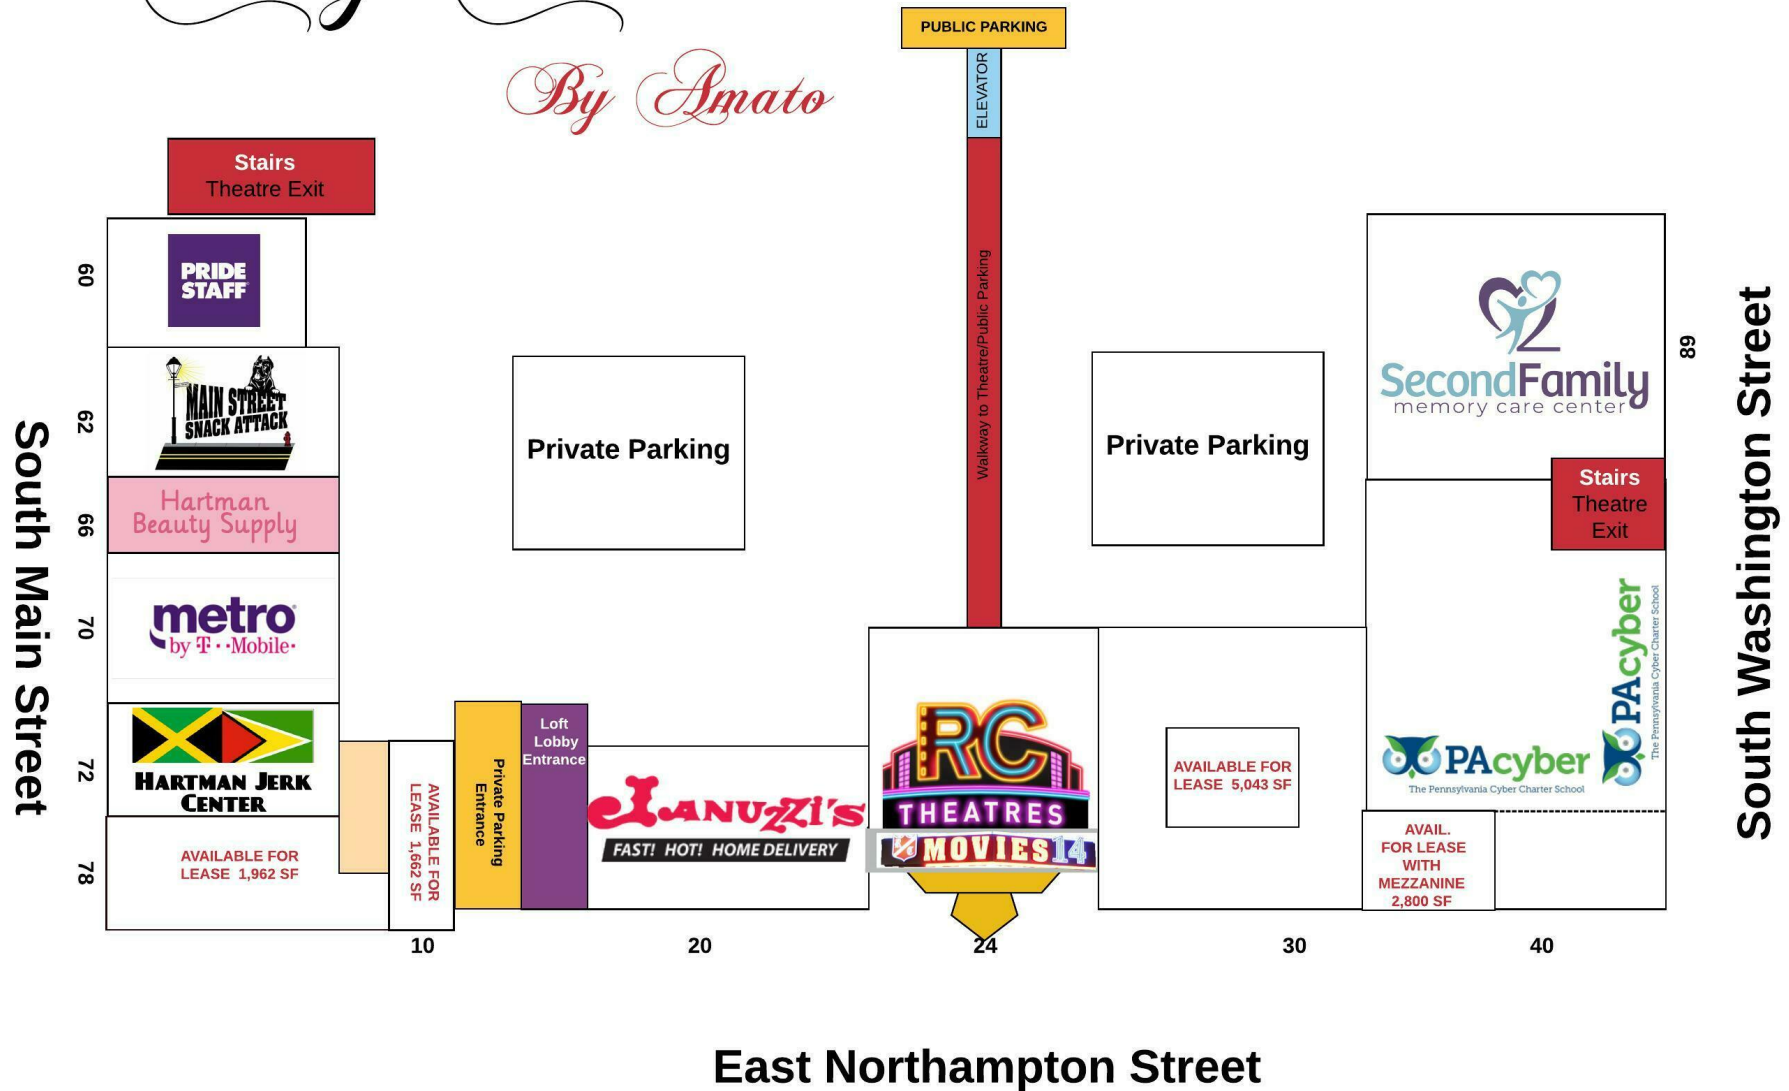 By Amato
PUBLIC PARKING
ELEVATOR
Walkway to Theatre/Public Parking
Stairs
Theatre Exit
60
PRIDE
STAFF
62
MAIN STREET
SNACK ATTACK
66
Hartman
Beauty Supply
70
metro
by T-Mobile
72
HARTMAN JERK
CENTER
78
AVAILABLE FOR
LEASE 1,962 SF
South Main Street
Private Parking
Private Parking
AVAILABLE FOR
LEASE 1,662 SF
Private Parking
Entrance
Loft
Lobby
Entrance
JANUZZI'S
FAST! HOT! HOME DELIVERY
RC
THEATRES
MOVIES 14
AVAILABLE FOR
LEASE 5,043 SF
SecondFamily
memory care center
68
Stairs
Theatre
Exit
PAcyber
The Pennsylvania Cyber Charter School
PAcyber
The Pennsylvania Cyber Charter School
AVAIL.
FOR LEASE
WITH
MEZZANINE
2,800 SF
South Washington Street
10
20
24
30
40
East Northampton Street